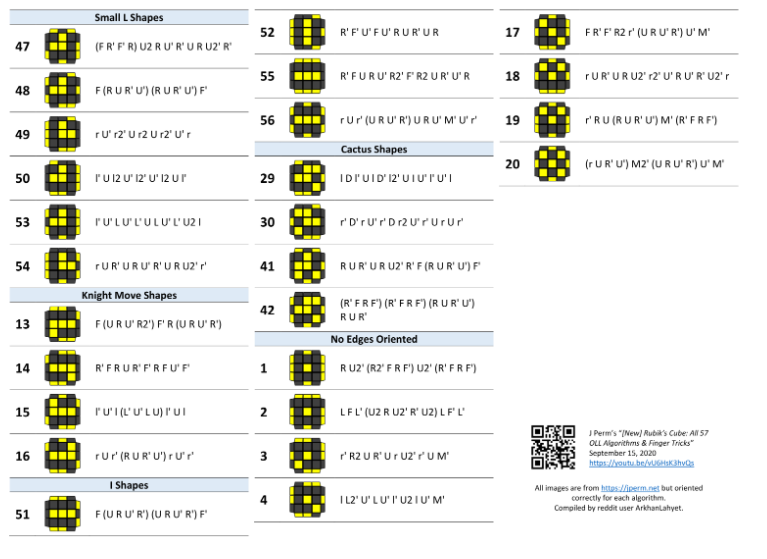 Small L Shapes
47 (F R' F' R) U2 R U' R' U R U2' R'
48 F (R U R' U') (R U R' U') F'
49 r U' r2' U r2 U r2' U' r
50 l' U l2 U' l2' U' l2 U l'
53 l' U' L U' L' U L U' L' U2 l
54 r U R' U R U' R' U R U2' r'
Knight Move Shapes
13 F (U R U' R2') F' R (U R U' R')
14 R' F R U R' F' R F U' F'
15 l' U' l (L' U' L U) l' U l
16 r U r' (R U R' U') r U' r'
I Shapes
51 F (U R U' R') (U R U' R') F'
52 R' F' U' F U' R U R' U R
55 R' F U R U' R2' F' R2 U R' U' R
56 r U r' (U R U' R') U R U' M' U' r'
Cactus Shapes
29 l D l' U l D' l2' U l U' l' U' l
30 r' D' r U' r' D r2 U' r' U r U r'
41 R U R' U R U2' R' F (R U R' U') F'
42 (R' F R F') (R' F R F') (R U R' U')
R U R'
No Edges Oriented
1 R U2' (R2' F R F') U2' (R' F R F')
2 L F L' (U2 R U2' R' U2) L F' L'
3 r' R2 U R' U r U2' r' U M'
4 l L2' U' L U' l' U2 l U' M'
17 F R' F' R2 r' (U R U' R') U' M'
18 r U R' U R U2' r2' U' R U' R' U2' r
19 r' R U (R U R' U') M' (R' F R F')
20 (r U R' U') M2' (U R U' R') U' M'
J Perm's "[New] Rubik's Cube: All 57
OLL Algorithms & Finger Tricks"
September 15, 2020
https://youtu.be/vU6HsK3hvQs
All images are from https://jperm.net but oriented
correctly for each algorithm.
Compiled by reddit user ArkhanLahyet.